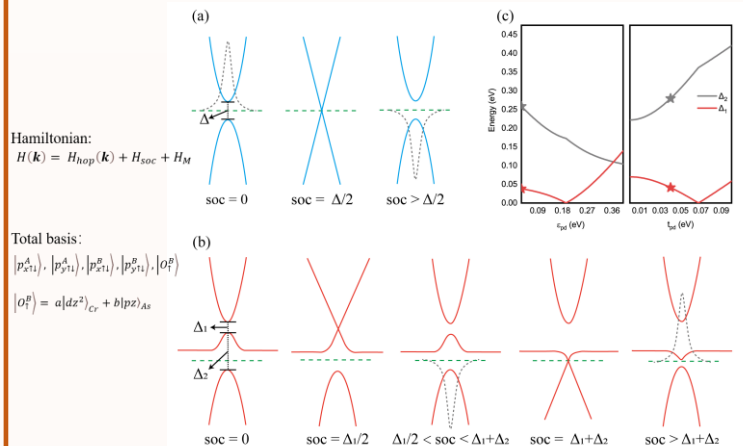 Hamiltonian:
H(k) = H_hop(k) + H_soc + H_M
Total basis:
|p^A_x↑↓⟩, |p^A_y↑↓⟩, |p^B_x↑↓⟩, |p^B_y↑↓⟩, |O^B_↑⟩
|O^B_↑⟩ = a|dz²⟩_Cr + b|pz⟩_As
(a)
Δ
soc = 0
soc = Δ/2
soc > Δ/2
(b)
Δ₁
Δ₂
soc = 0
soc = Δ₁/2
Δ₁/2 < soc < Δ₁+Δ₂
soc = Δ₁+Δ₂
soc > Δ₁+Δ₂
(c)
Energy (eV)
0.45
0.40
0.35
0.30
0.25
0.20
0.15
0.10
0.05
0.00
0.09 0.18 0.27 0.36
ε_pd (eV)
Δ₂
Δ₁
0.01 0.03 0.05 0.07 0.09
t_pd (eV)